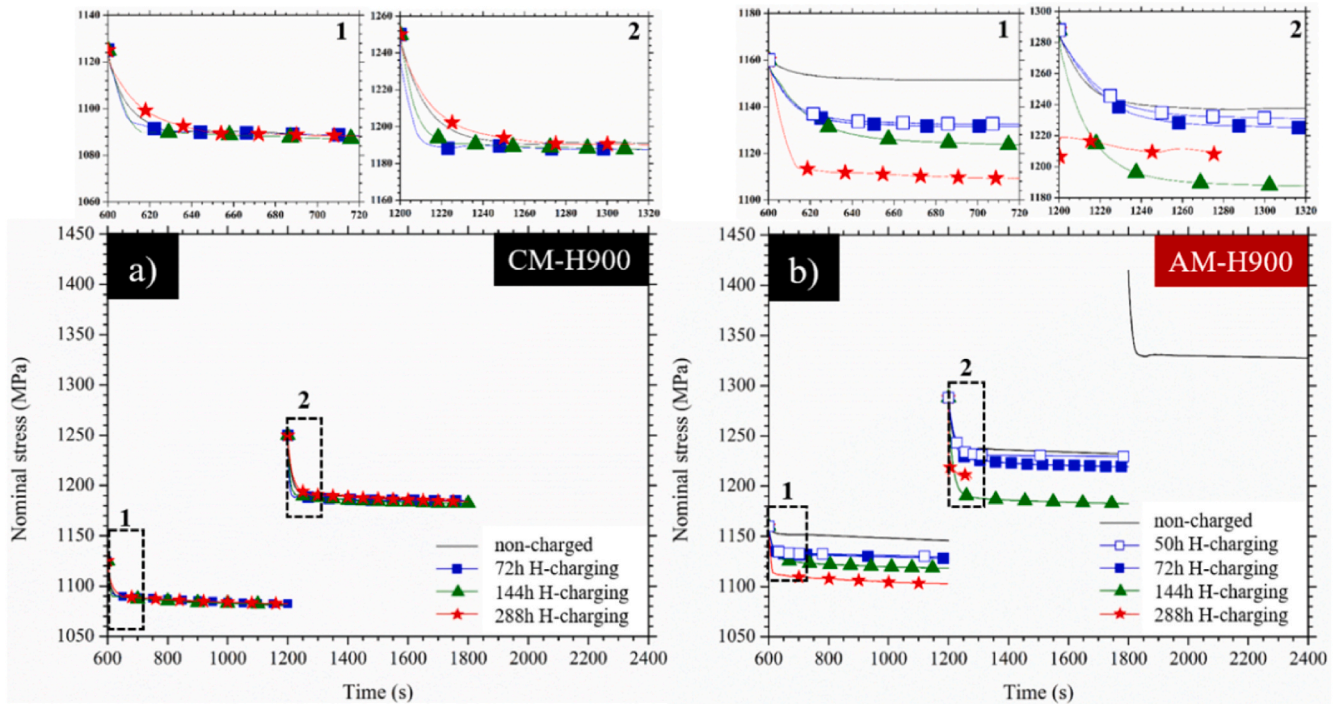 1140
1120
1100
1080
1060
600 620 640 660 680 700 720
1
1260
1240
1220
1200
1180
1160
1200 1220 1240 1260 1280 1300 1320
2
1180
1160
1140
1120
1100
600 620 640 660 680 700 720
1
1300
1280
1260
1240
1220
1200
1180
1200 1220 1240 1260 1280 1300 1320
2
a)
CM-H900
1450
1400
1350
1300
1250
1200
1150
1100
1050
Nominal stress (MPa)
1
2
non-charged
72h H-charging
144h H-charging
288h H-charging
600 800 1000 1200 1400 1600 1800 2000 2200 2400
Time (s)
b)
AM-H900
1450
1400
1350
1300
1250
1200
1150
1100
1050
Nominal stress (MPa)
1
2
non-charged
50h H-charging
72h H-charging
144h H-charging
288h H-charging
600 800 1000 1200 1400 1600 1800 2000 2200 2400
Time (s)